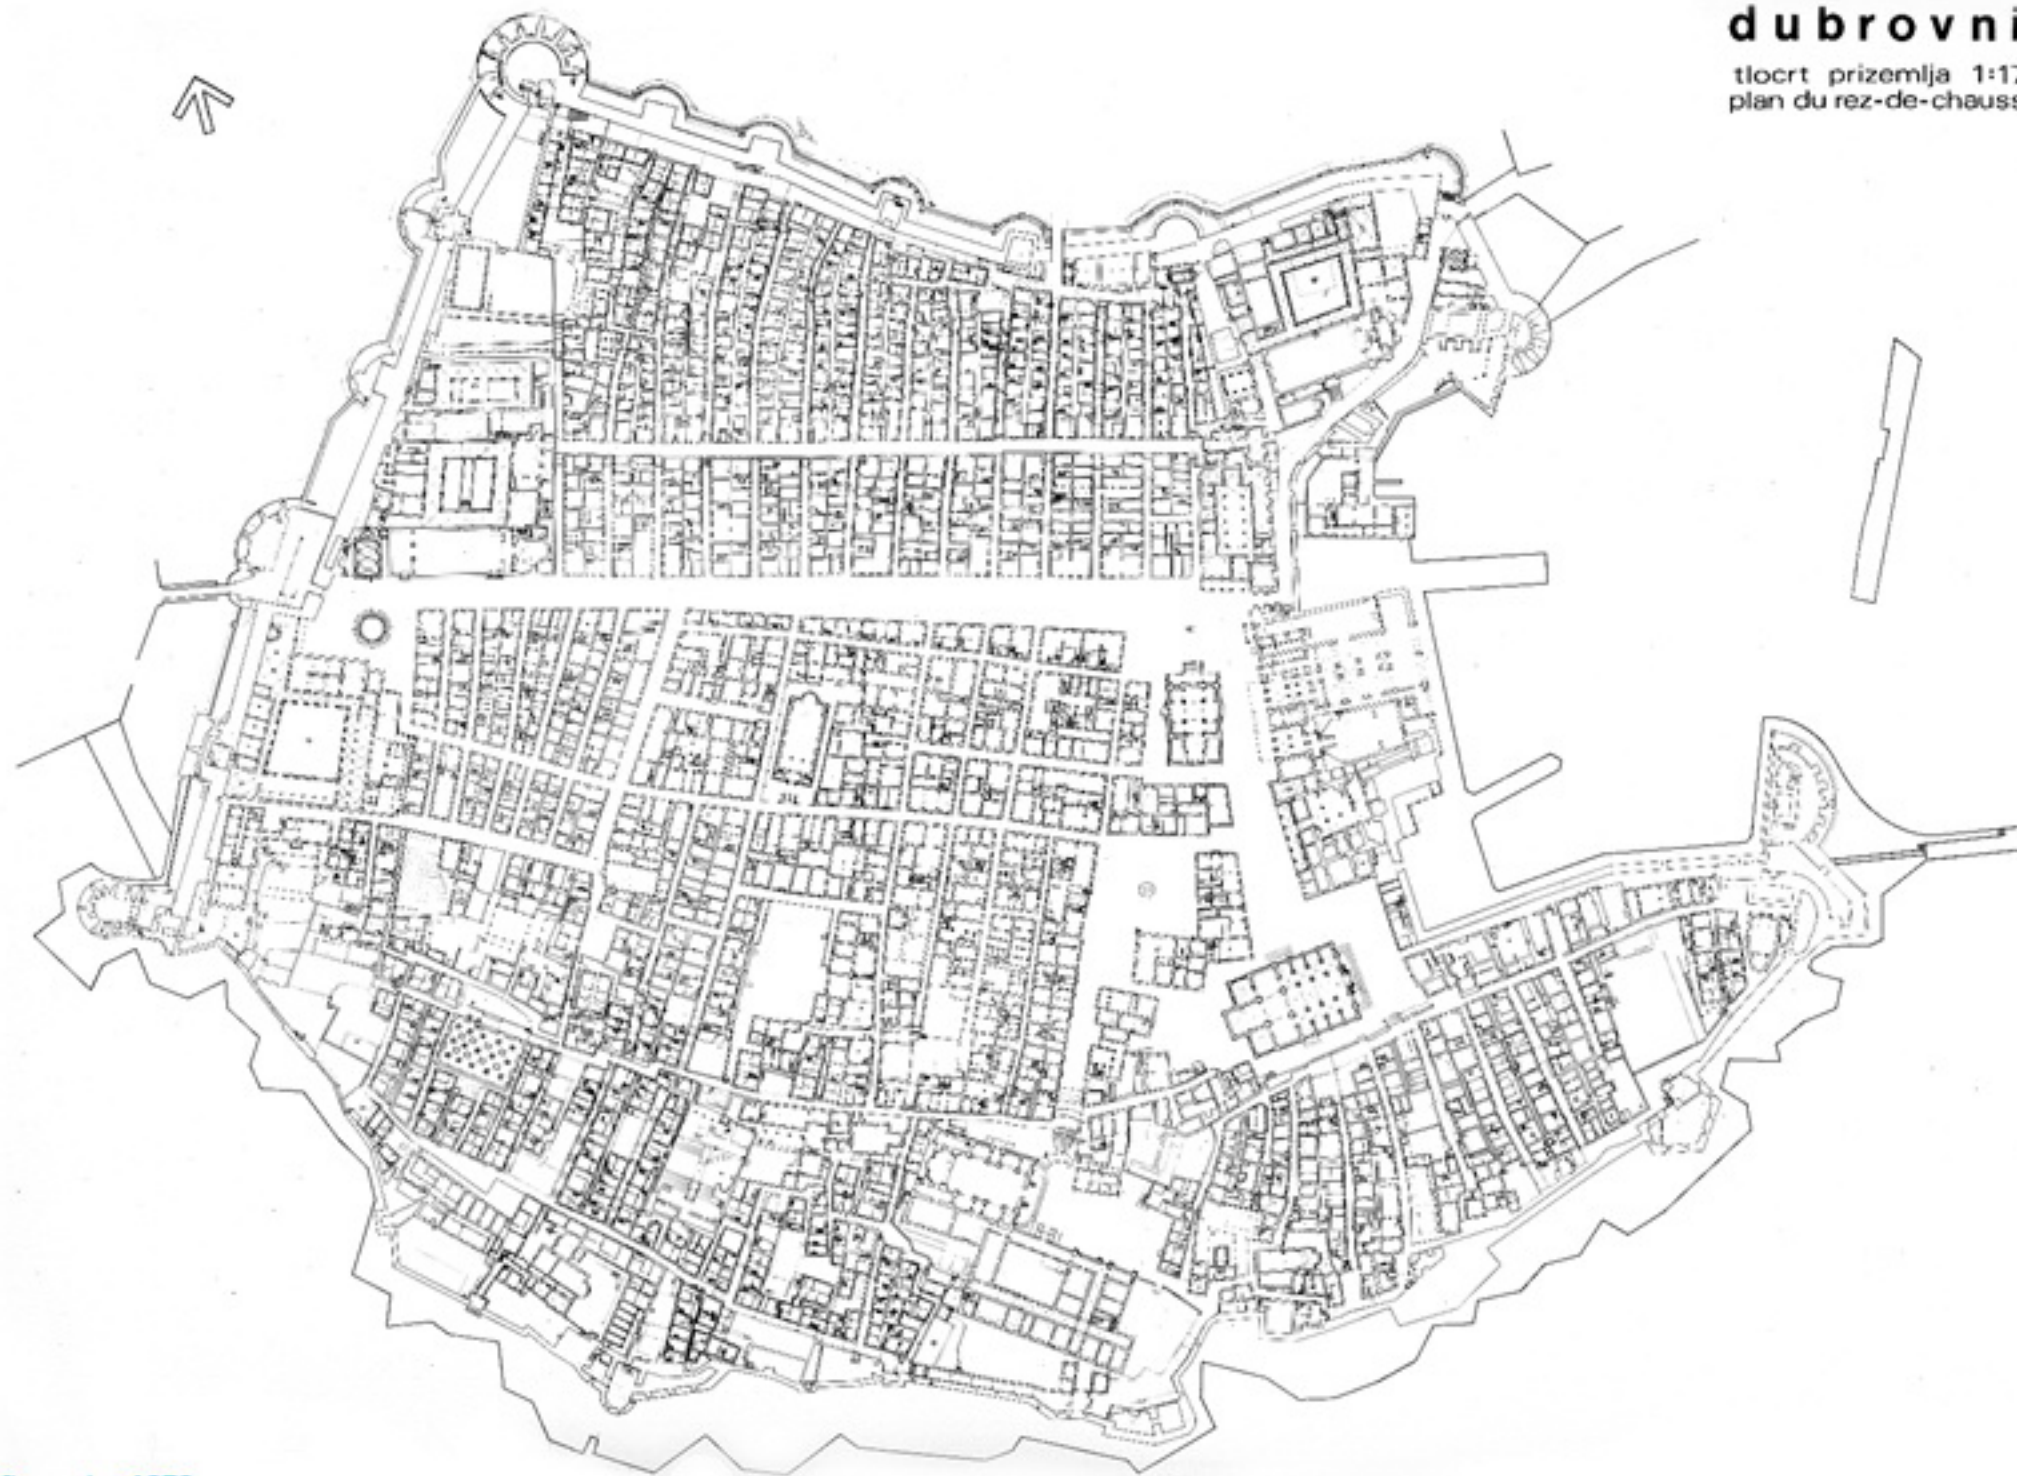 dubrovni
tlocrt prizemlja 1:17
plan du rez-de-chauss